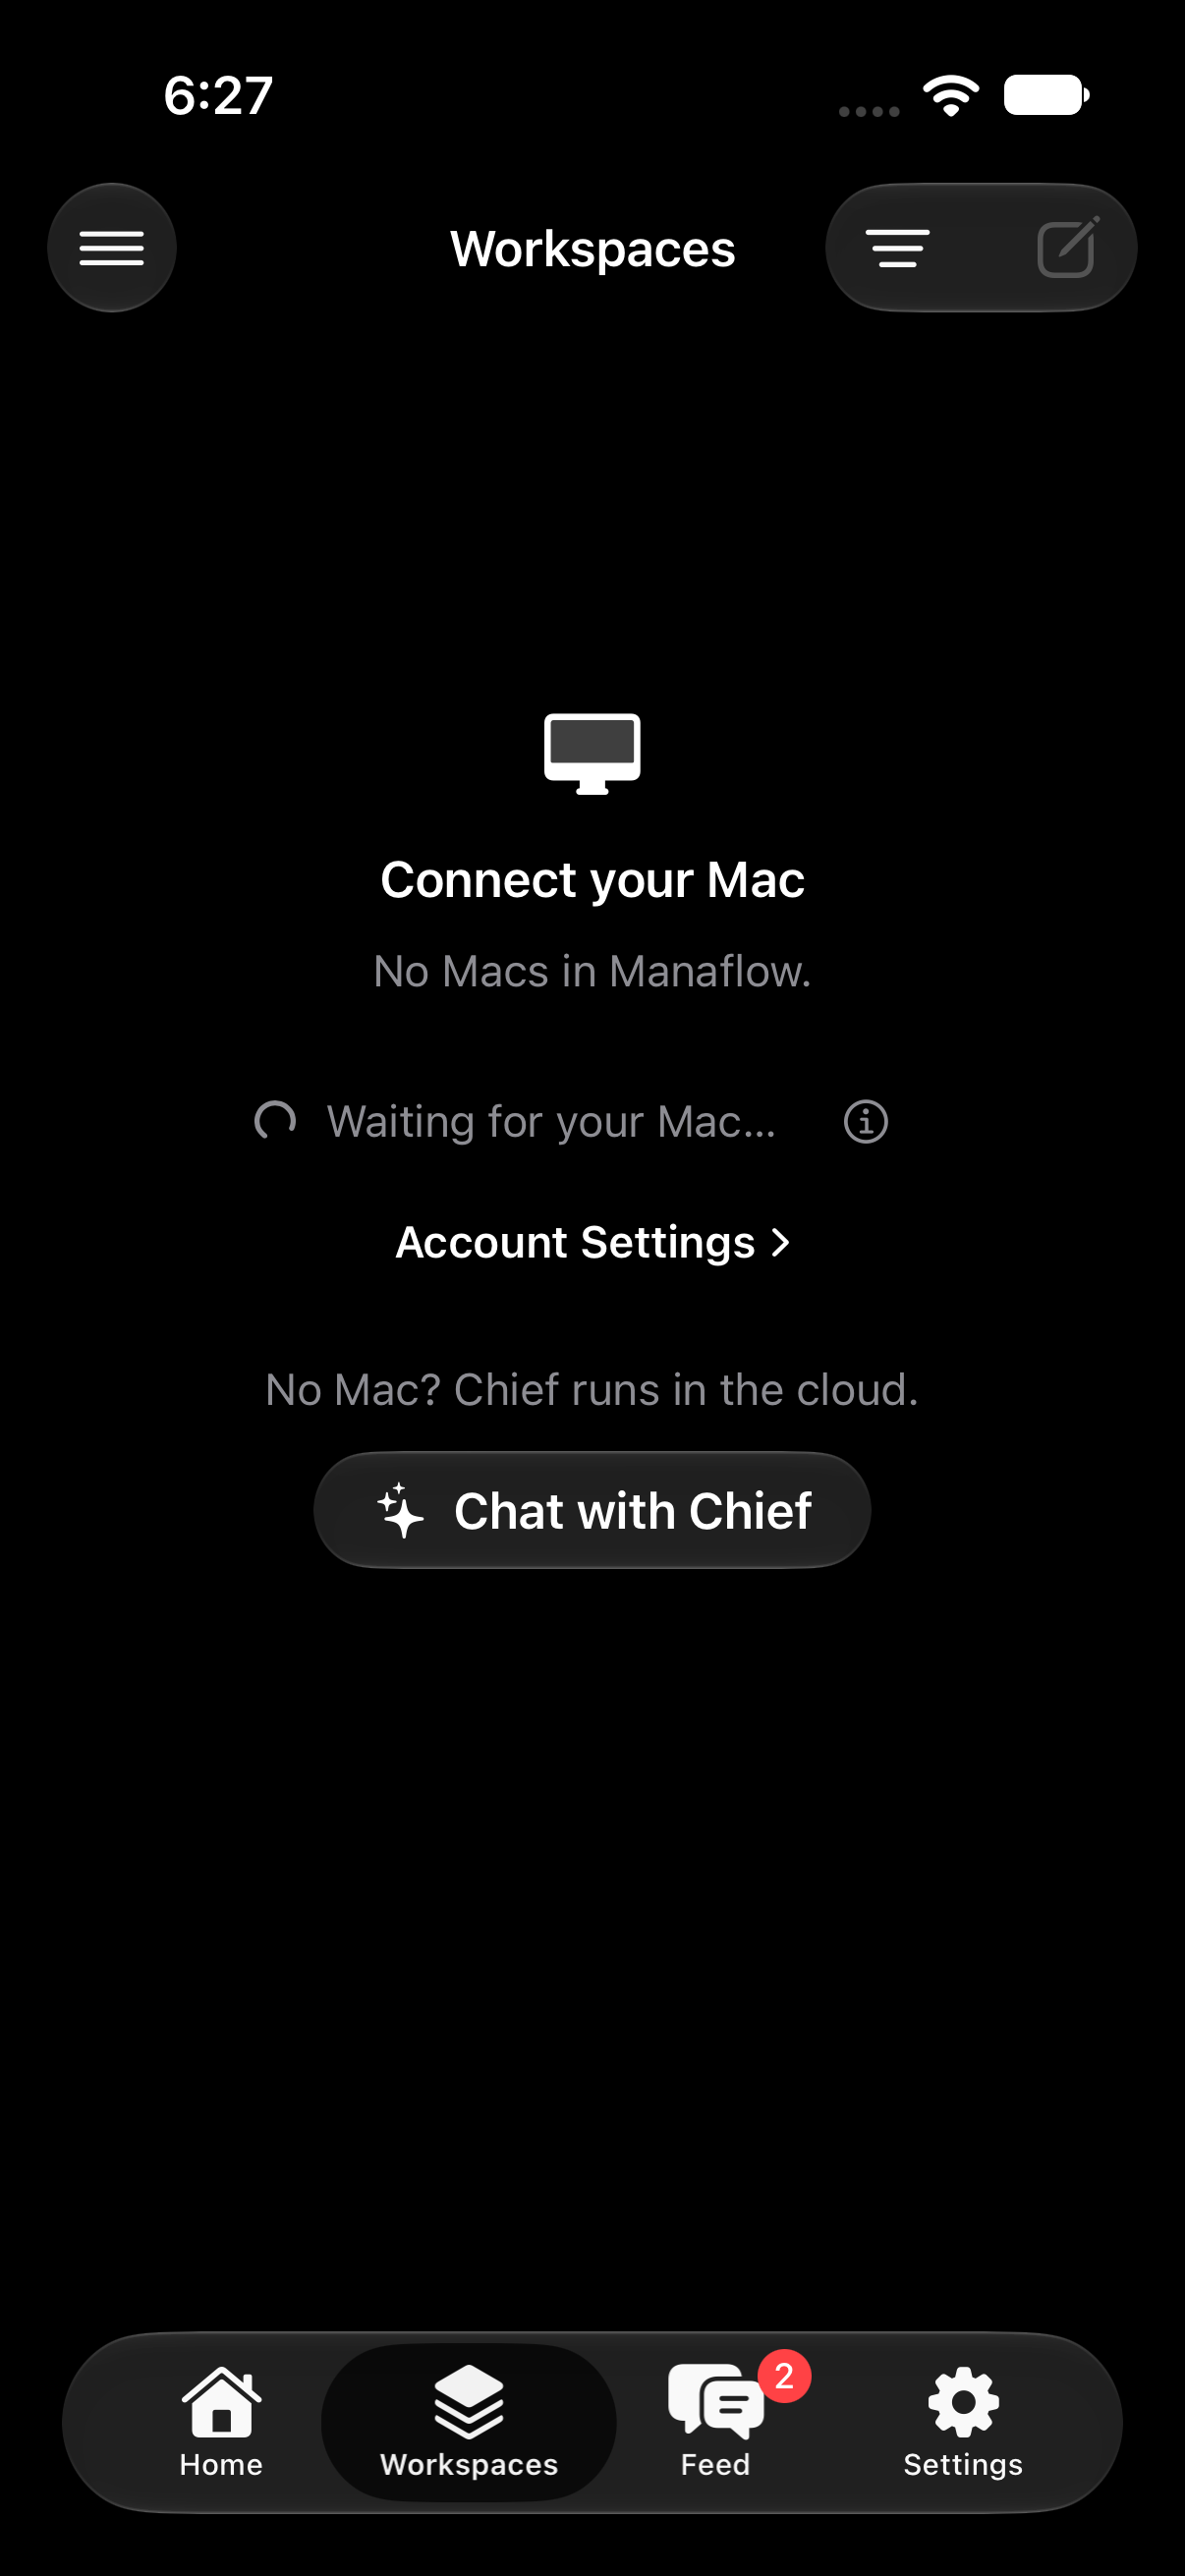 6:27
Workspaces
Connect your Mac
No Macs in Manaflow.
Waiting for your Mac...
Account Settings
No Mac? Chief runs in the cloud.
Chat with Chief
2
Home
Workspaces
Feed
Settings